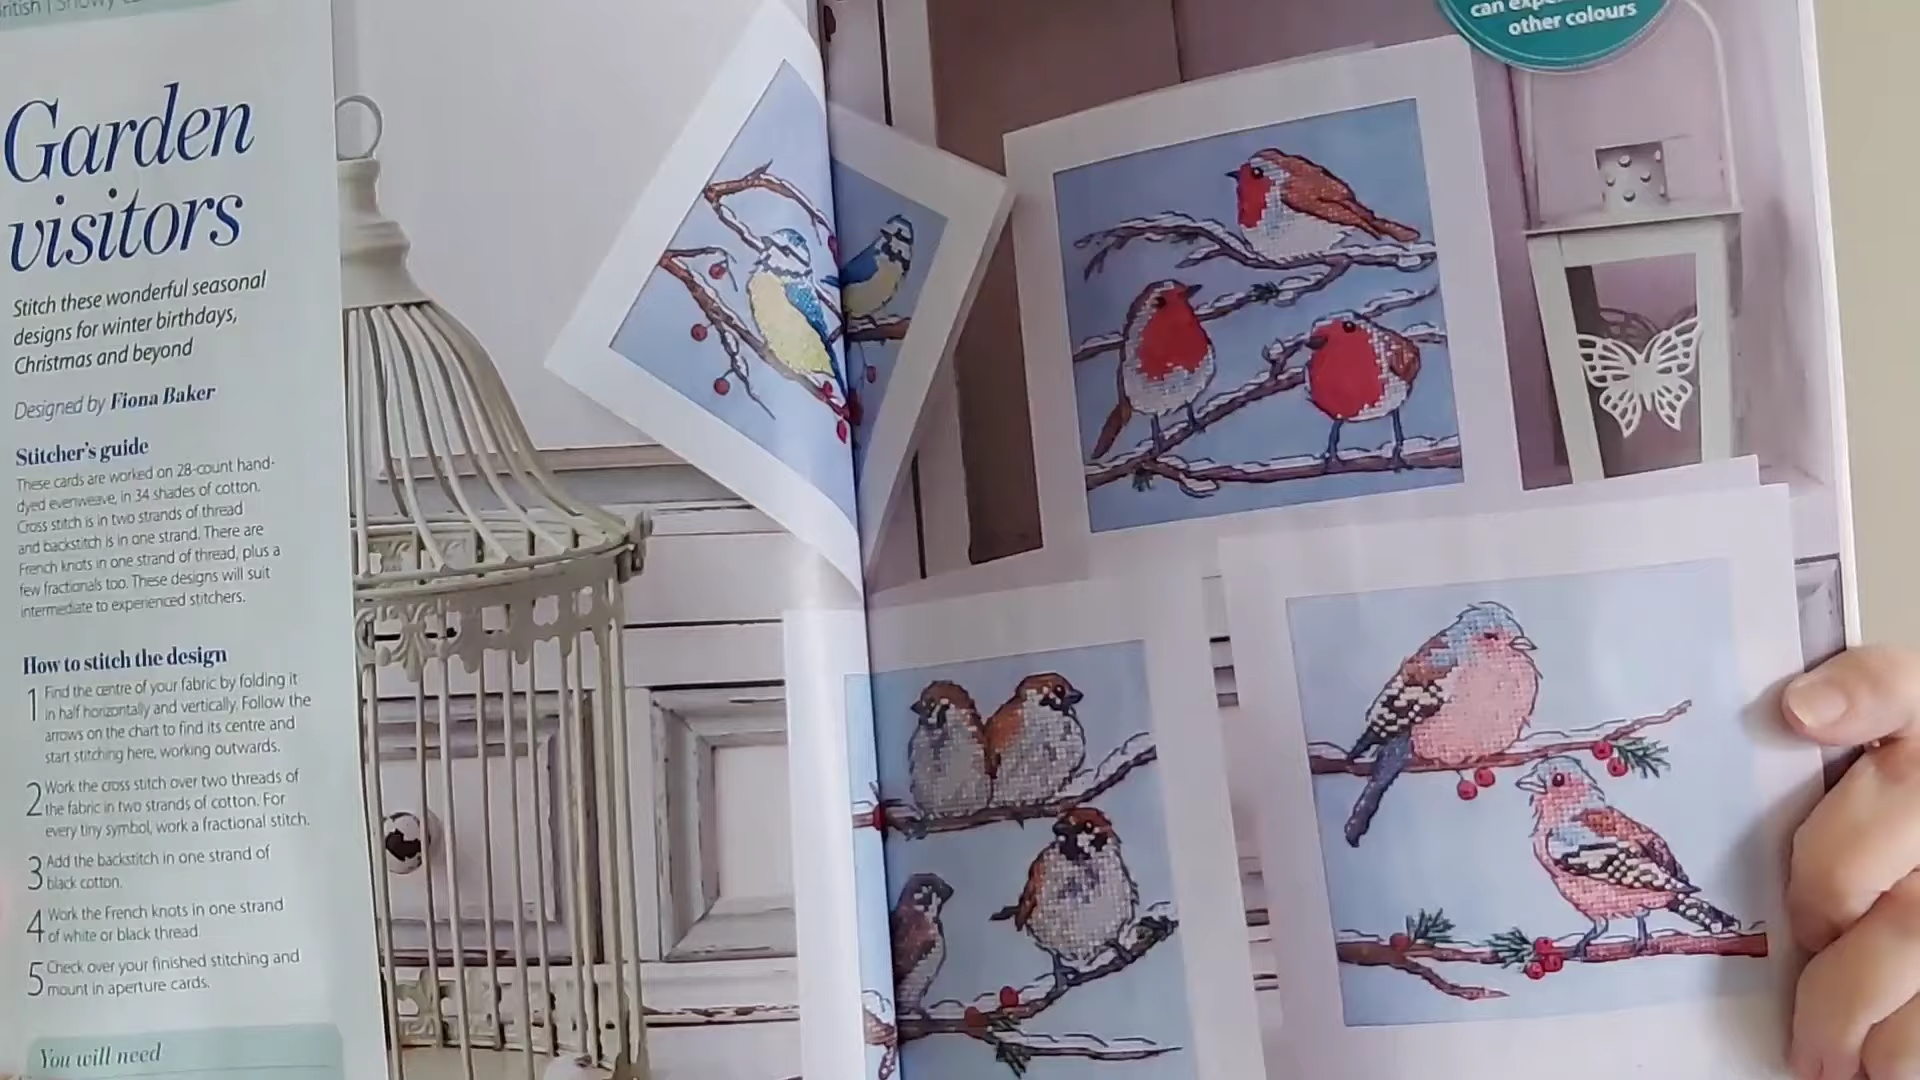 ritish | Snowy
Garden
visitors
Stitch these wonderful seasonal
designs for winter birthdays,
Christmas and beyond
Designed by Fiona Baker
Stitcher's guide
These cards are worked on 28-count hand-
dyed evenweave, in 34 shades of cotton.
Cross stitch is in two strands of thread
and backstitch is in one strand. There are
French knots in one strand of thread, plus a
few fractionals too. These designs will suit
intermediate to experienced stitchers.
How to stitch the design
1 Find the centre of your fabric by folding it
in half horizontally and vertically. Follow the
arrows on the chart to find its centre and
start stitching here, working outwards.
2 Work the cross stitch over two threads of
the fabric in two strands of cotton. For
every tiny symbol, work a fractional stitch.
3 Add the backstitch in one strand of
black cotton.
4 Work the French knots in one strand
of white or black thread.
5 Check over your finished stitching and
mount in aperture cards.
You will need
can exp
other colours